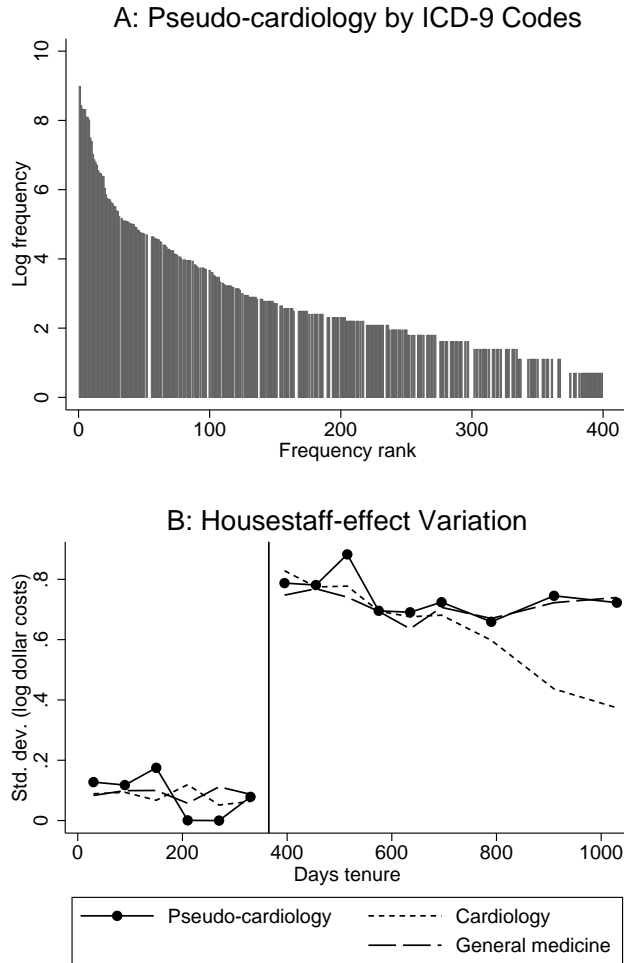 A: Pseudo-cardiology by ICD-9 Codes
10
8
6
4
2
0
Log frequency
0 100 200 300 400
Frequency rank
B: Housestaff-effect Variation
.8
.6
.4
.2
0
Std. dev. (log dollar costs)
0 200 400 600 800 1000
Days tenure
Pseudo-cardiology Cardiology
General medicine